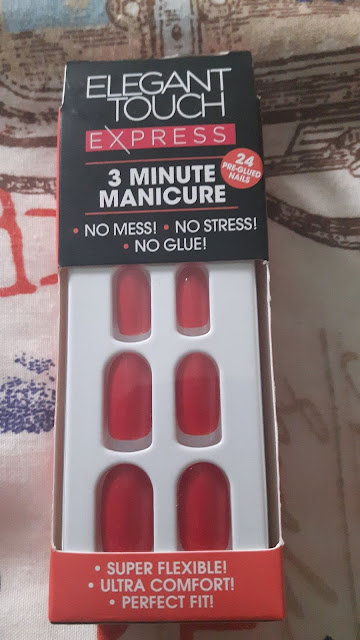 ELEGANT
TOUCH
EXPRESS
24
PRE-GLUED
NAILS
3 MINUTE
MANICURE
• NO MESS! • NO STRESS!
• NO GLUE!
• SUPER FLEXIBLE!
• ULTRA COMFORT!
• PERFECT FIT!